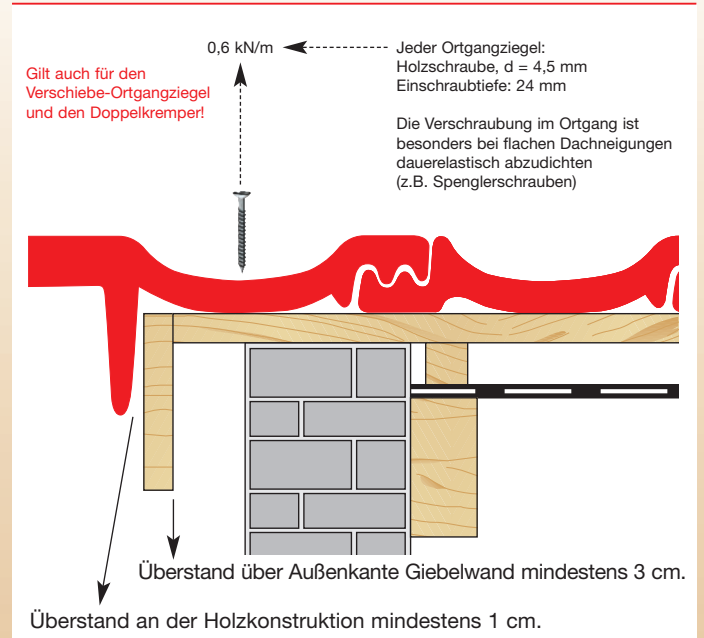 0,6 kN/m
Jeder Ortgangziegel:
Holzschraube, d = 4,5 mm
Einschraubtiefe: 24 mm
Gilt auch für den
Verschiebe-Ortgangziegel
und den Doppelkremper!
Die Verschraubung im Ortgang ist
besonders bei flachen Dachneigungen
dauerelastisch abzudichten
(z.B. Spenglerschrauben)
Überstand über Außenkante Giebelwand mindestens 3 cm.
Überstand an der Holzkonstruktion mindestens 1 cm.